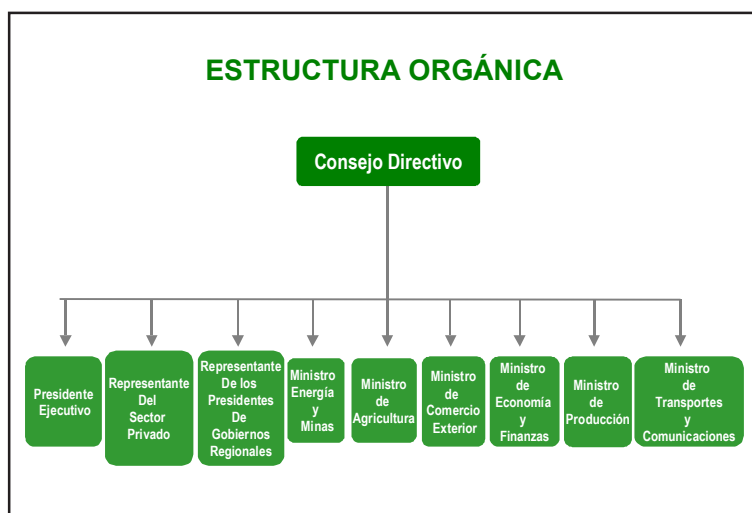 ESTRUCTURA ORGÁNICA
Consejo Directivo
Presidente
Ejecutivo
Representante
Del
Sector
Privado
Representante
De los
Presidentes
De
Gobiernos
Regionales
Ministro
Energía
y
Minas
Ministro
de
Agricultura
Ministro
de
Comercio
Exterior
Ministro
de
Economía
y
Finanzas
Ministro
de
Producción
Ministro
de
Transportes
y
Comunicaciones